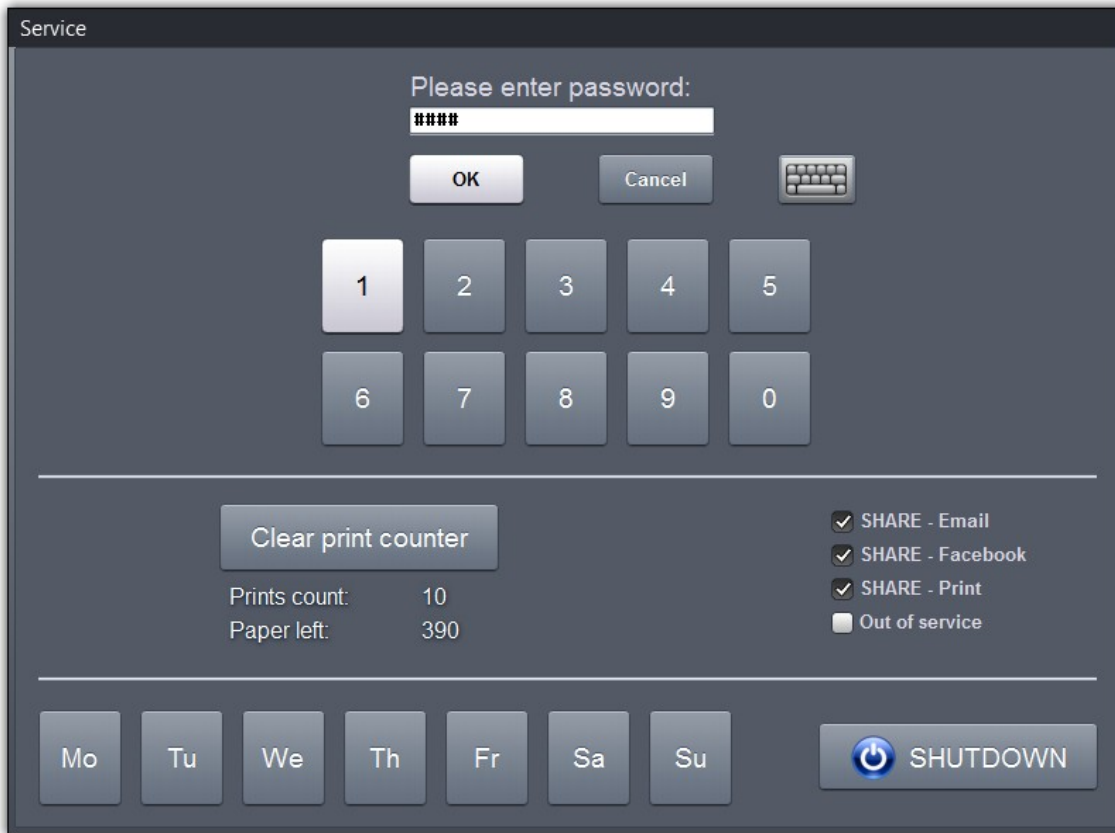 Service
Please enter password:
####
OK Cancel
1 2 3 4 5
6 7 8 9 0
Clear print counter
Prints count: 10
Paper left: 390
SHARE - Email
SHARE - Facebook
SHARE - Print
Out of service
Mo Tu We Th Fr Sa Su SHUTDOWN